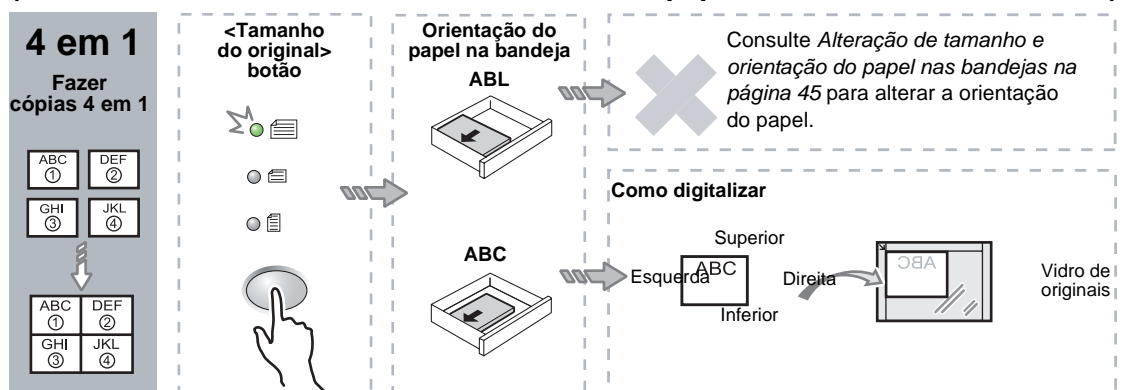 4 em 1
Fazer
cópias 4 em 1
ABC
①
DEF
②
GHI
③
JKL
④
ABC
①
DEF
②
GHI
③
JKL
④
<Tamanho
do original>
botão
Orientação do
papel na bandeja
ABL
ABC
Consulte Alteração de tamanho e
orientação do papel nas bandejas na
página 45 para alterar a orientação
do papel.
Como digitalizar
Superior
Esquerda
ABC
Direita
Inferior
ABC
Vidro de
originais